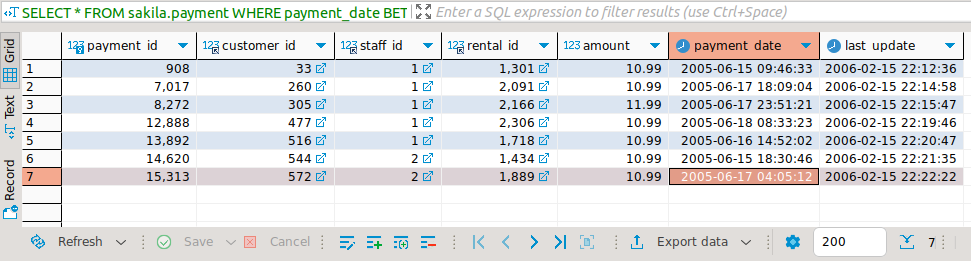 SELECT * FROM sakila.payment WHERE payment_date BET Enter a SQL expression to filter results (use Ctrl+Space)
Grid
Text
Record
123 payment_id 123 customer_id 123 staff_id 123 rental_id 123 amount payment_date last_update
1 908 33 1 1,301 10.99 2005-06-15 09:46:33 2006-02-15 22:12:36
2 7,017 260 1 2,091 10.99 2005-06-17 18:09:04 2006-02-15 22:14:58
3 8,272 305 1 2,166 11.99 2005-06-17 23:51:21 2006-02-15 22:15:47
4 12,888 477 1 2,306 10.99 2005-06-18 08:33:23 2006-02-15 22:19:46
5 13,892 516 1 1,718 10.99 2005-06-16 14:52:02 2006-02-15 22:20:47
6 14,620 544 2 1,434 10.99 2005-06-15 18:30:46 2006-02-15 22:21:35
7 15,313 572 2 1,889 10.99 2005-06-17 04:05:12 2006-02-15 22:22:22
Refresh Save Cancel Export data 200 7